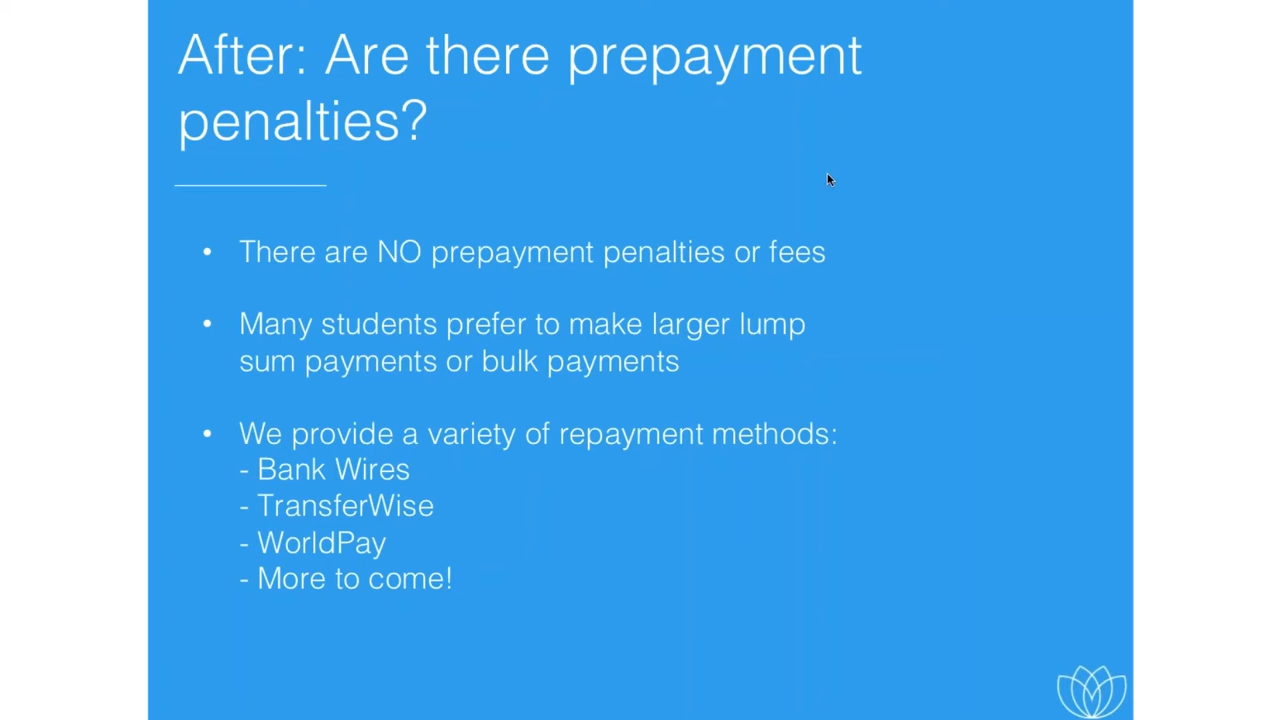 After: Are there prepayment
penalties?
• There are NO prepayment penalties or fees
• Many students prefer to make larger lump
sum payments or bulk payments
• We provide a variety of repayment methods:
- Bank Wires
- TransferWise
- WorldPay
- More to come!